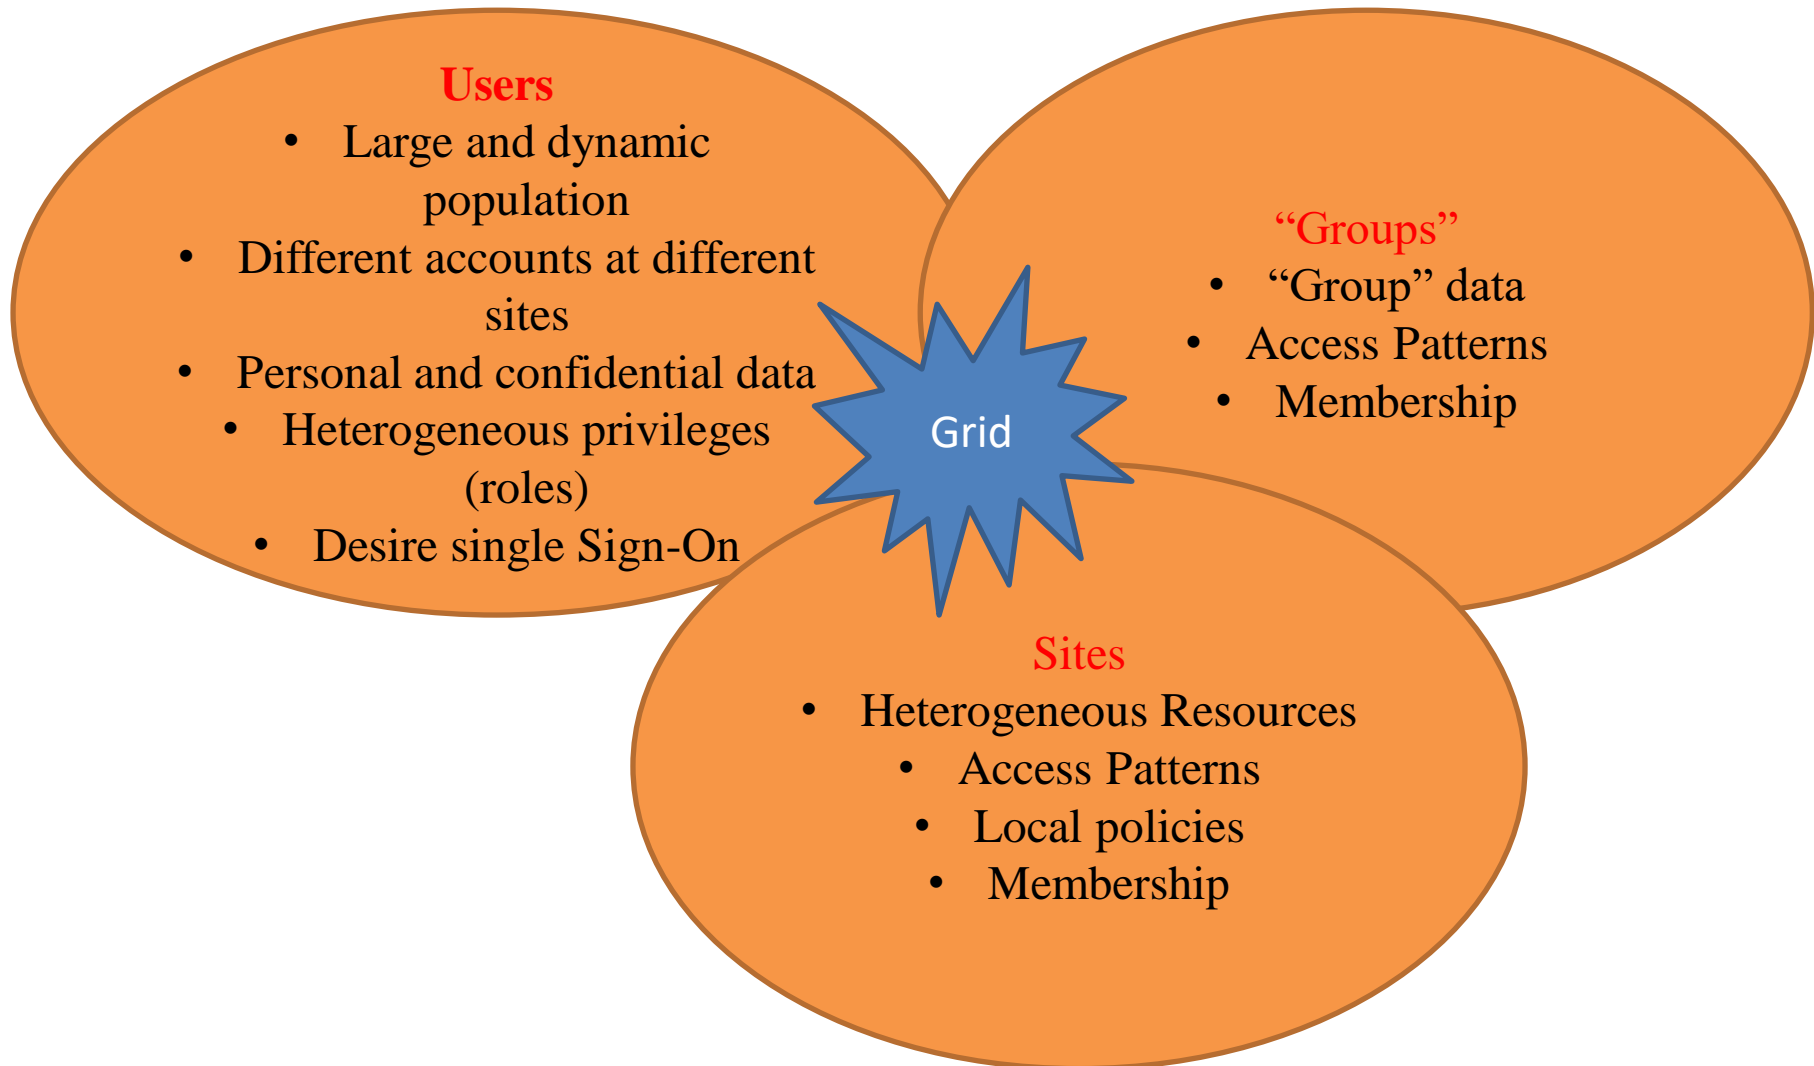 Users
• Large and dynamic
population
• Different accounts at different
sites
• Personal and confidential data
• Heterogeneous privileges
(roles)
• Desire single Sign-On
“Groups”
• “Group” data
• Access Patterns
• Membership
Grid
Sites
• Heterogeneous Resources
• Access Patterns
• Local policies
• Membership